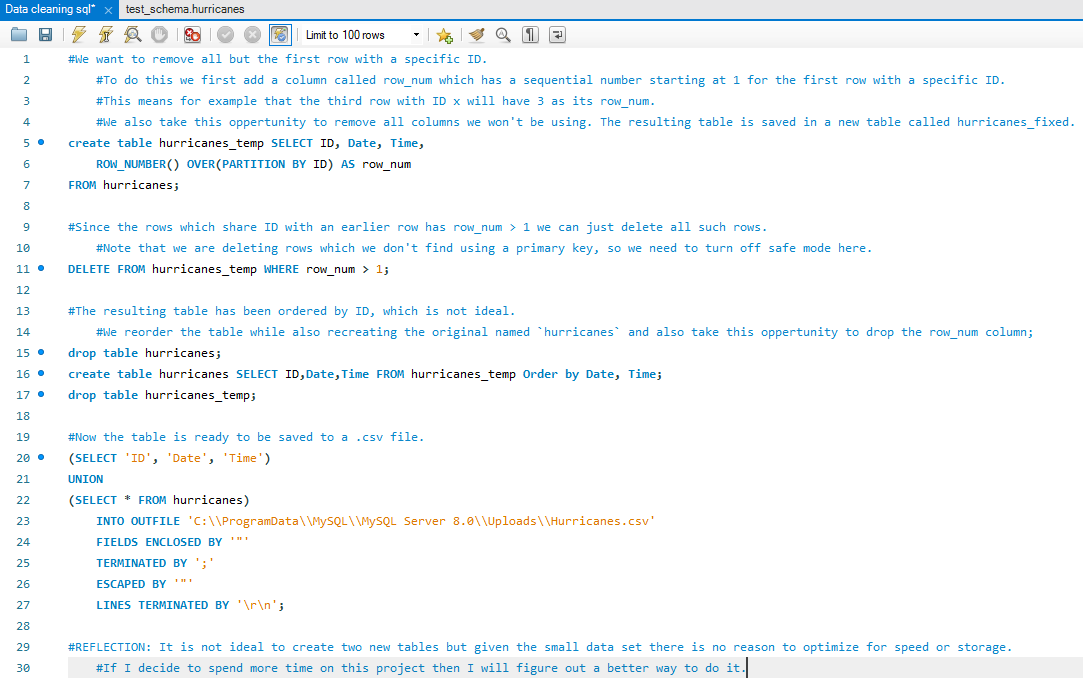 Data cleaning sql* × test_schema.hurricanes
Limit to 100 rows
1 #We want to remove all but the first row with a specific ID.
2 #To do this we first add a column called row_num which has a sequential number starting at 1 for the first row with a specific ID.
3 #This means for example that the third row with ID x will have 3 as its row_num.
4 #We also take this oppertunity to remove all columns we won't be using. The resulting table is saved in a new table called hurricanes_fixed.
5 create table hurricanes_temp SELECT ID, Date, Time,
6 ROW_NUMBER() OVER(PARTITION BY ID) AS row_num
7 FROM hurricanes;
8
9 #Since the rows which share ID with an earlier row has row_num > 1 we can just delete all such rows.
10 #Note that we are deleting rows which we don't find using a primary key, so we need to turn off safe mode here.
11 DELETE FROM hurricanes_temp WHERE row_num > 1;
12
13 #The resulting table has been ordered by ID, which is not ideal.
14 #We reorder the table while also recreating the original named `hurricanes` and also take this oppertunity to drop the row_num column;
15 drop table hurricanes;
16 create table hurricanes SELECT ID,Date,Time FROM hurricanes_temp Order by Date, Time;
17 drop table hurricanes_temp;
18
19 #Now the table is ready to be saved to a .csv file.
20 (SELECT 'ID', 'Date', 'Time')
21 UNION
22 (SELECT * FROM hurricanes)
23 INTO OUTFILE 'C:\\ProgramData\\MySQL\\MySQL Server 8.0\\Uploads\\Hurricanes.csv'
24 FIELDS ENCLOSED BY '"'
25 TERMINATED BY ';'
26 ESCAPED BY '"'
27 LINES TERMINATED BY '\r\n';
28
29 #REFLECTION: It is not ideal to create two new tables but given the small data set there is no reason to optimize for speed or storage.
30 #If I decide to spend more time on this project then I will figure out a better way to do it.